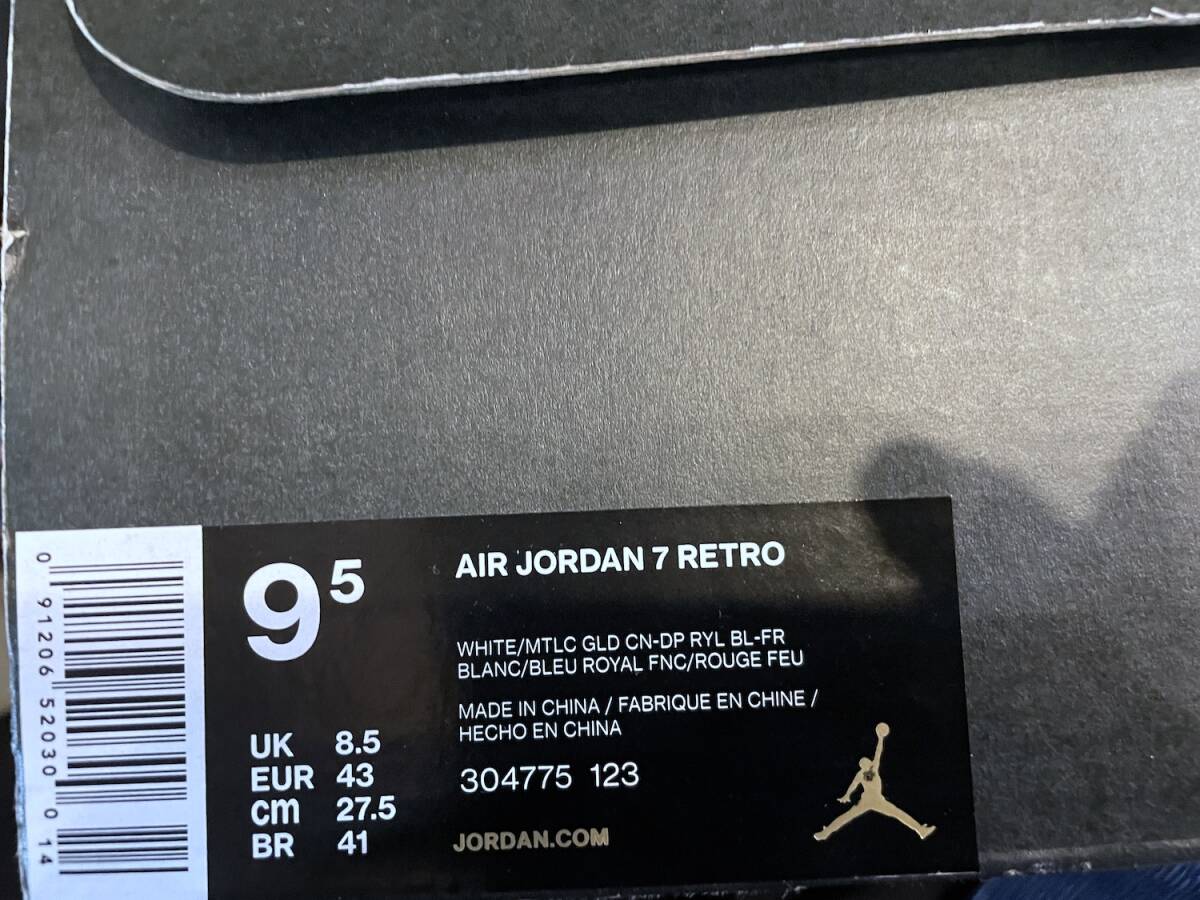 0 91206 52030 0 14
9 5
UK 8.5
EUR 43
cm 27.5
BR 41
AIR JORDAN 7 RETRO
WHITE/MTLC GLD CN-DP RYL BL-FR
BLANC/BLEU ROYAL FNC/ROUGE FEU
MADE IN CHINA / FABRIQUE EN CHINE /
HECHO EN CHINA
304775 123
JORDAN.COM